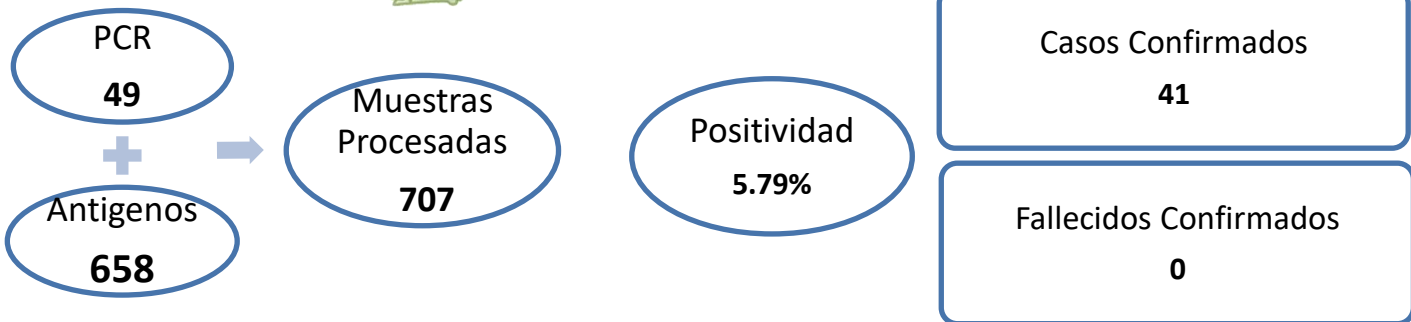 PCR
49
Antigenos
658
Muestras
Procesadas
707
Positividad
5.79%
Casos Confirmados
41
Fallecidos Confirmados
0